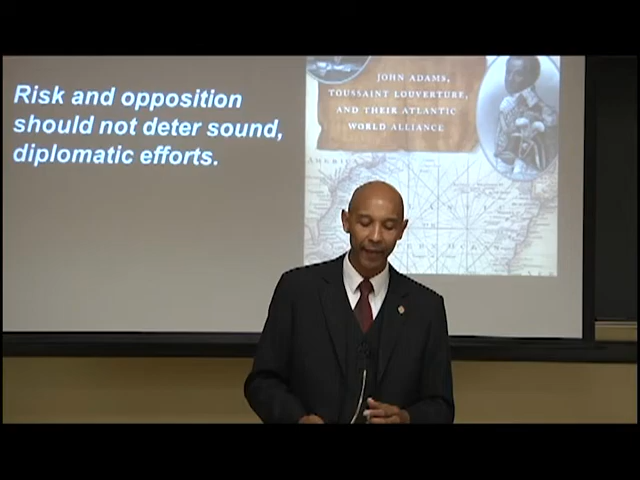 Risk and opposition
should not deter sound,
diplomatic efforts.
JOHN ADAMS,
TOUSSAINT LOUVERTURE,
AND THEIR ATLANTIC
WORLD ALLIANCE